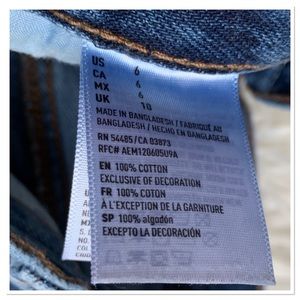 US 6
CA 6
MX 6
UK 10
MADE IN BANGLADESH / FABRIQUÉ AU
BANGLADESH / HECHO EN BANGLADESH
RN 54485/CA 03873
RFC# AEM120605U9A
EN 100% COTTON
EXCLUSIVE OF DECORATION
FR 100% COTON
À L'EXCEPTION DE LA GARNITURE
SP 100% algodón
EXCEPTO LA DECORACIÓN